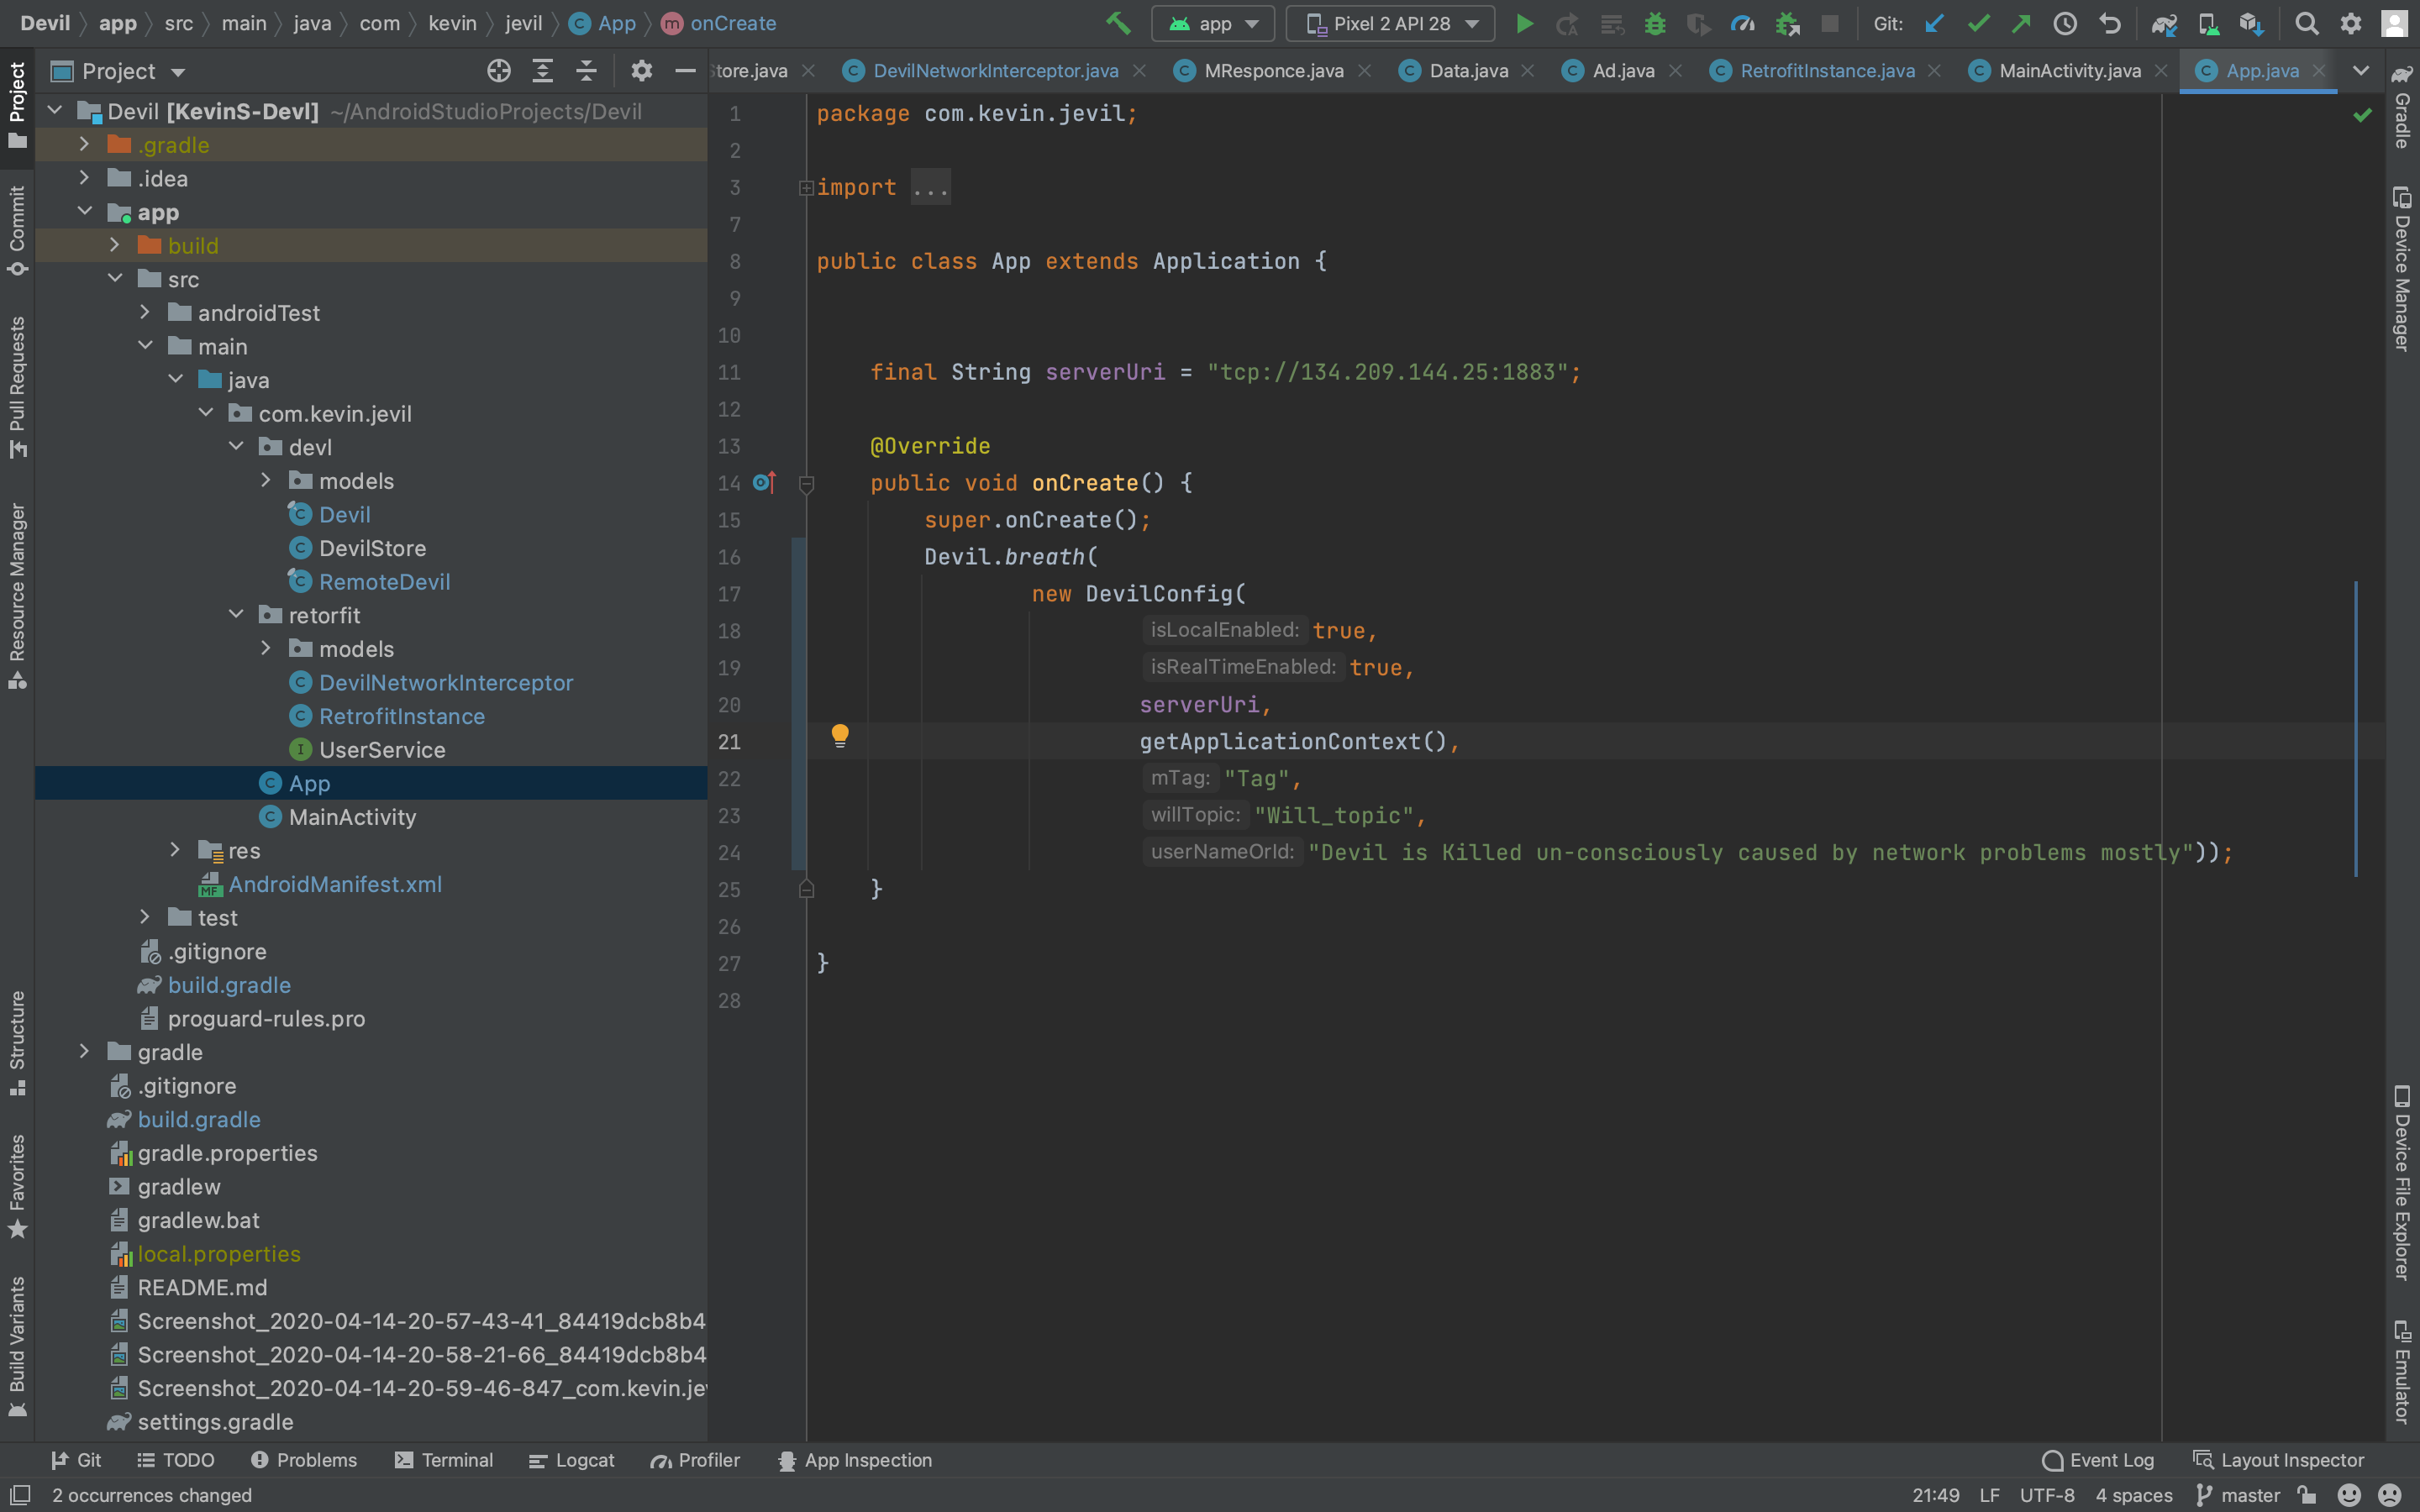 Devil app src main java com kevin jevil App onCreate app Pixel 2 API 28 Git:
Project
tore.java DevilNetworkInterceptor.java MResponce.java Data.java Ad.java RetrofitInstance.java MainActivity.java App.java
Project
Commit
Pull Requests
Resource Manager
Structure
Favorites
Build Variants
Devil [KevinS-Devl] ~/AndroidStudioProjects/Devil
.gradle
.idea
app
build
src
androidTest
main
java
com.kevin.jevil
devl
models
Devil
DevilStore
RemoteDevil
retorfit
models
DevilNetworkInterceptor
RetrofitInstance
UserService
App
MainActivity
res
AndroidManifest.xml
test
.gitignore
build.gradle
proguard-rules.pro
gradle
.gitignore
build.gradle
gradle.properties
gradlew
gradlew.bat
local.properties
README.md
Screenshot_2020-04-14-20-57-43-41_84419dcb8b4
Screenshot_2020-04-14-20-58-21-66_84419dcb8b4
Screenshot_2020-04-14-20-59-46-847_com.kevin.je
settings.gradle
1 package com.kevin.jevil;
2
3 import ...
7
8 public class App extends Application {
9
10
11 final String serverUri = "tcp://134.209.144.25:1883";
12
13 @Override
14 public void onCreate() {
15 super.onCreate();
16 Devil.breath(
17 new DevilConfig(
18 isLocalEnabled: true,
19 isRealTimeEnabled: true,
20 serverUri,
21 getApplicationContext(),
22 mTag: "Tag",
23 willTopic: "Will_topic",
24 userNameOrId: "Devil is Killed un-consciously caused by network problems mostly"));
25 }
26
27 }
28
Gradle
Device Manager
Device File Explorer
Emulator
Git TODO Problems Terminal Logcat Profiler App Inspection Event Log Layout Inspector
2 occurrences changed 21:49 LF UTF-8 4 spaces master